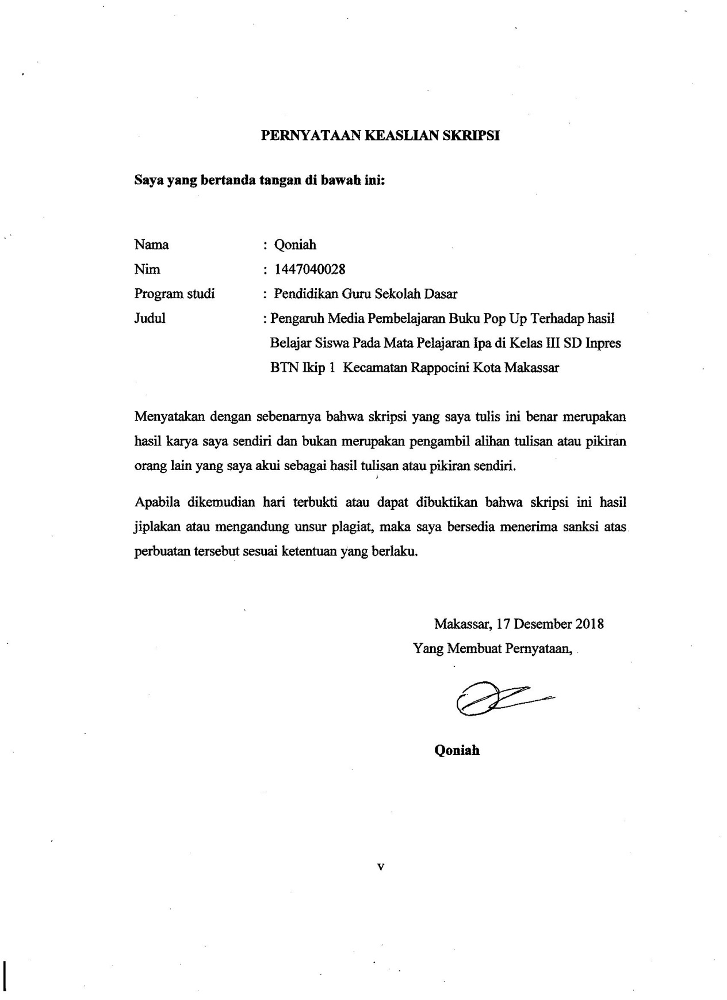 PERNYATAAN KEASLIAN SKRIPSI
Saya yang bertanda tangan di bawah ini:
Nama : Qoniah
Nim : 1447040028
Program studi : Pendidikan Guru Sekolah Dasar
Judul : Pengaruh Media Pembelajaran Buku Pop Up Terhadap hasil
Belajar Siswa Pada Mata Pelajaran Ipa di Kelas III SD Inpres
BTN Ikip 1 Kecamatan Rappocini Kota Makassar
Menyatakan dengan sebenarnya bahwa skripsi yang saya tulis ini benar merupakan
hasil karya saya sendiri dan bukan merupakan pengambil alihan tulisan atau pikiran
orang lain yang saya akui sebagai hasil tulisan atau pikiran sendiri.
Apabila dikemudian hari terbukti atau dapat dibuktikan bahwa skripsi ini hasil
jiplakan atau mengandung unsur plagiat, maka saya bersedia menerima sanksi atas
perbuatan tersebut sesuai ketentuan yang berlaku.
Makassar, 17 Desember 2018
Yang Membuat Pernyataan,
Qoniah
v